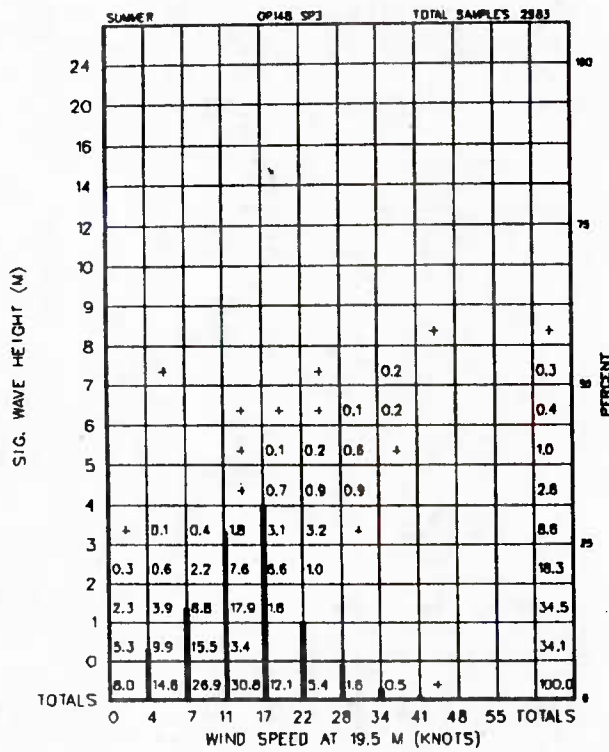 SUMMER OP148 SP3 TOTAL SAMPLES 2983
24 100
20
16
14
12 75
10
9
8 + +
7 + + 0.2 0.3 50
6 + + + 0.1 0.2 0.4
5 + 0.1 0.2 0.6 + 1.0
4 + 0.7 0.9 0.9 2.6
3 + 0.1 0.4 1.8 3.1 3.2 + 8.6 25
2 0.3 0.6 2.2 7.6 6.6 1.0 18.3
1 2.3 3.9 8.8 17.9 1.6 34.5
0 5.3 9.9 15.5 3.4 34.1
TOTALS 8.0 14.6 26.9 30.8 12.1 5.4 1.6 0.5 + 100.0 0
0 4 7 11 17 22 28 34 41 48 55 TOTALS
WIND SPEED AT 19.5 M (KNOTS)
SIG. WAVE HEIGHT (M)
PERCENT